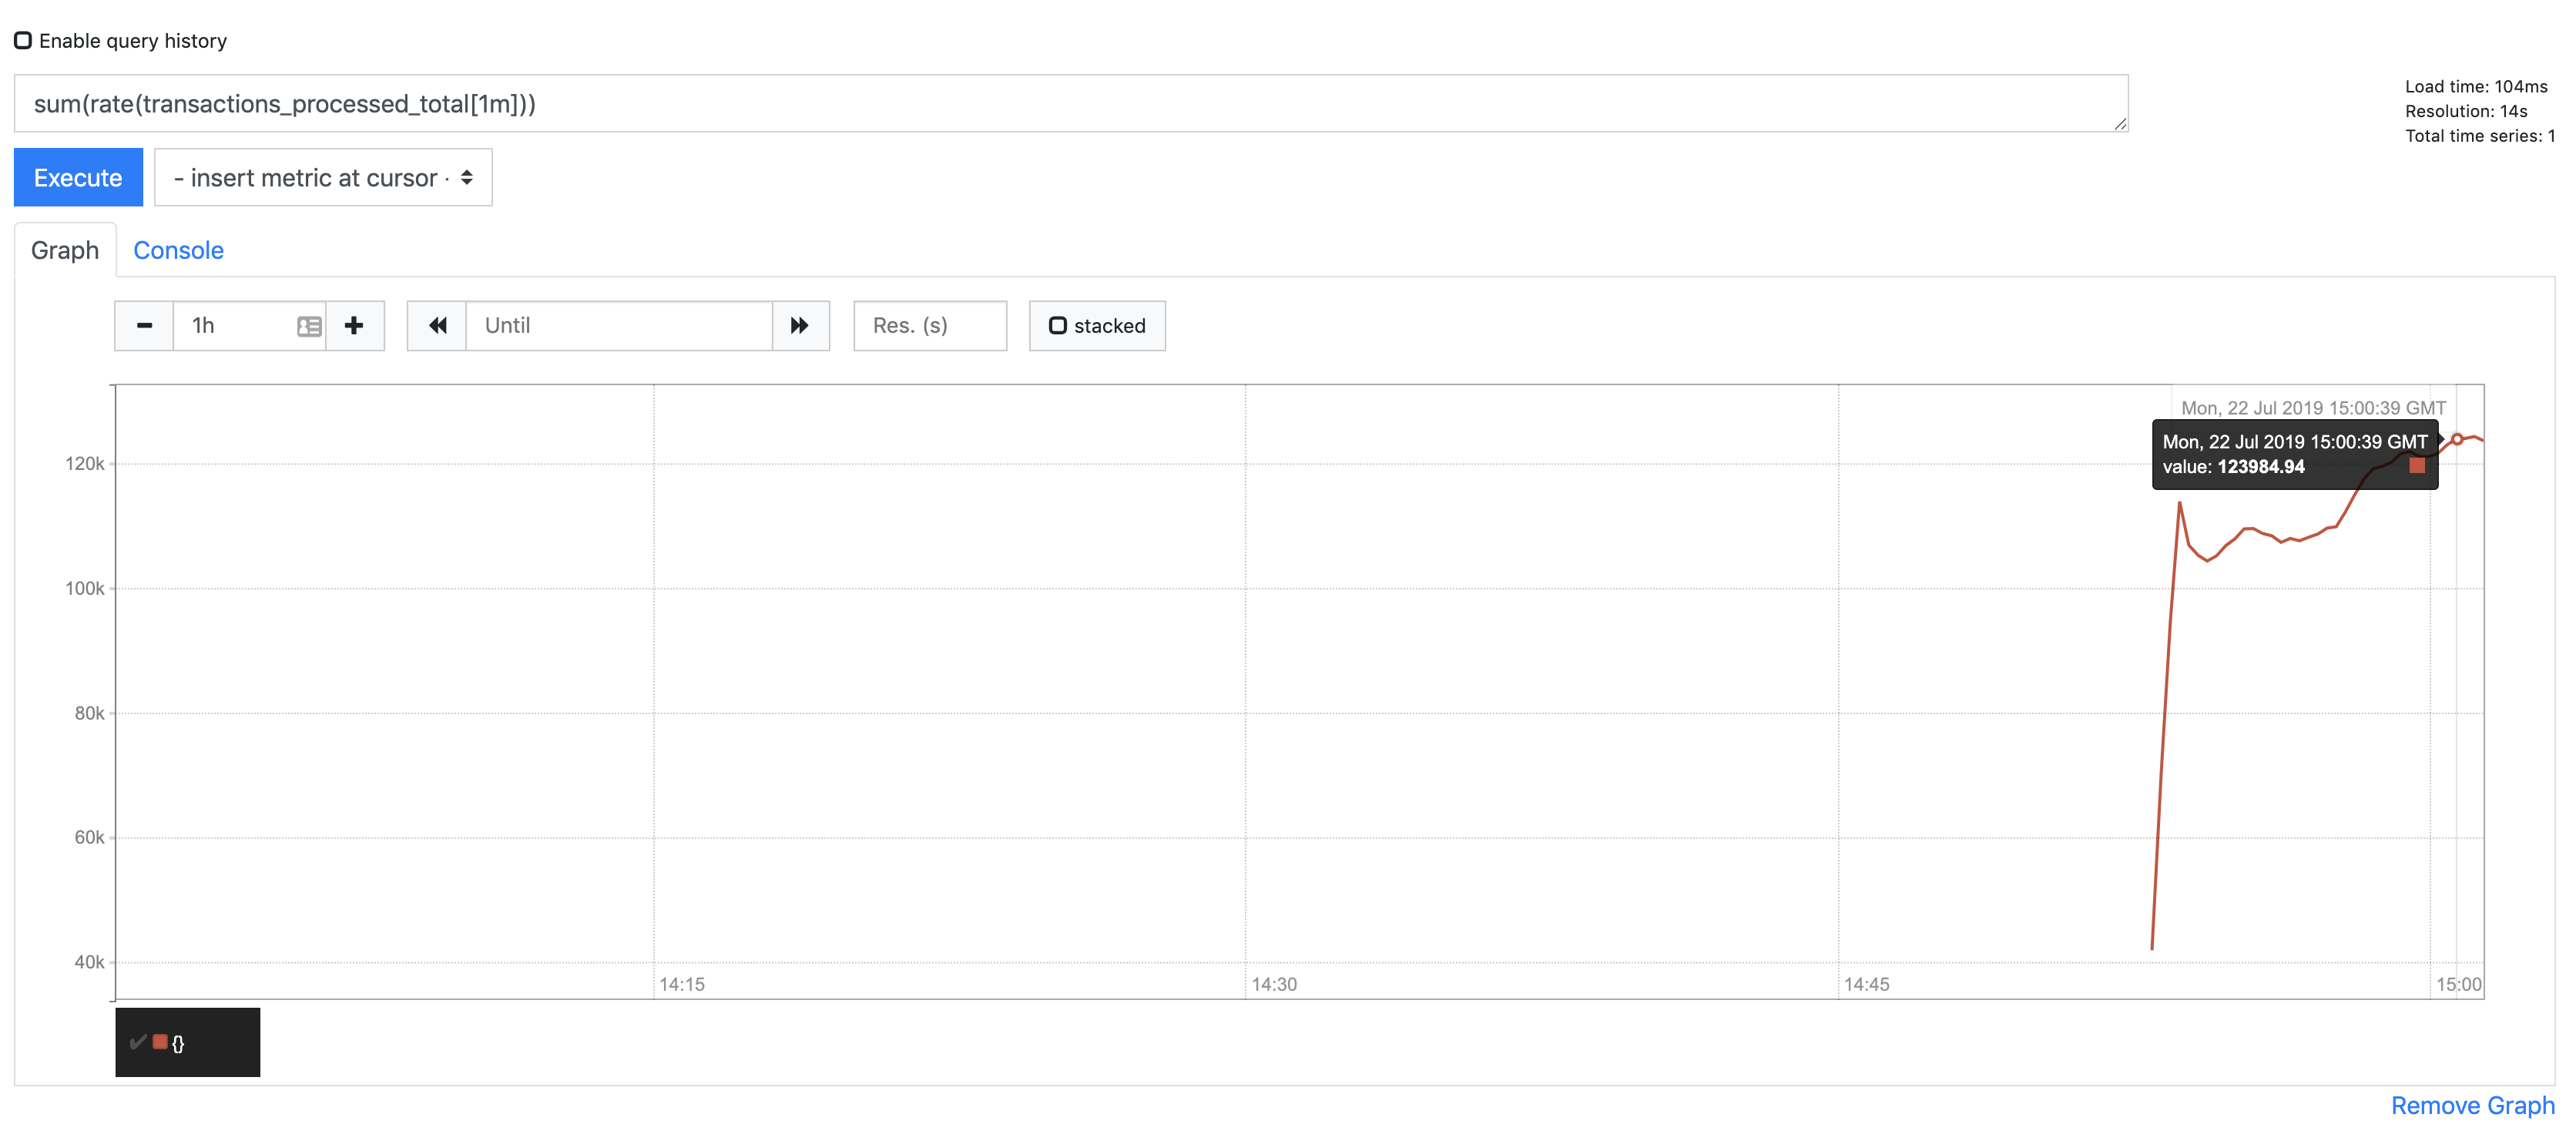 Enable query history
sum(rate(transactions_processed_total[1m]))
Load time: 104ms
Resolution: 14s
Total time series: 1
Execute
- insert metric at cursor -
Graph
Console
1h
Until
Res. (s)
stacked
Mon, 22 Jul 2019 15:00:39 GMT
Mon, 22 Jul 2019 15:00:39 GMT
value: 123984.94
120k
100k
80k
60k
40k
14:15
14:30
14:45
15:00
{}
Remove Graph